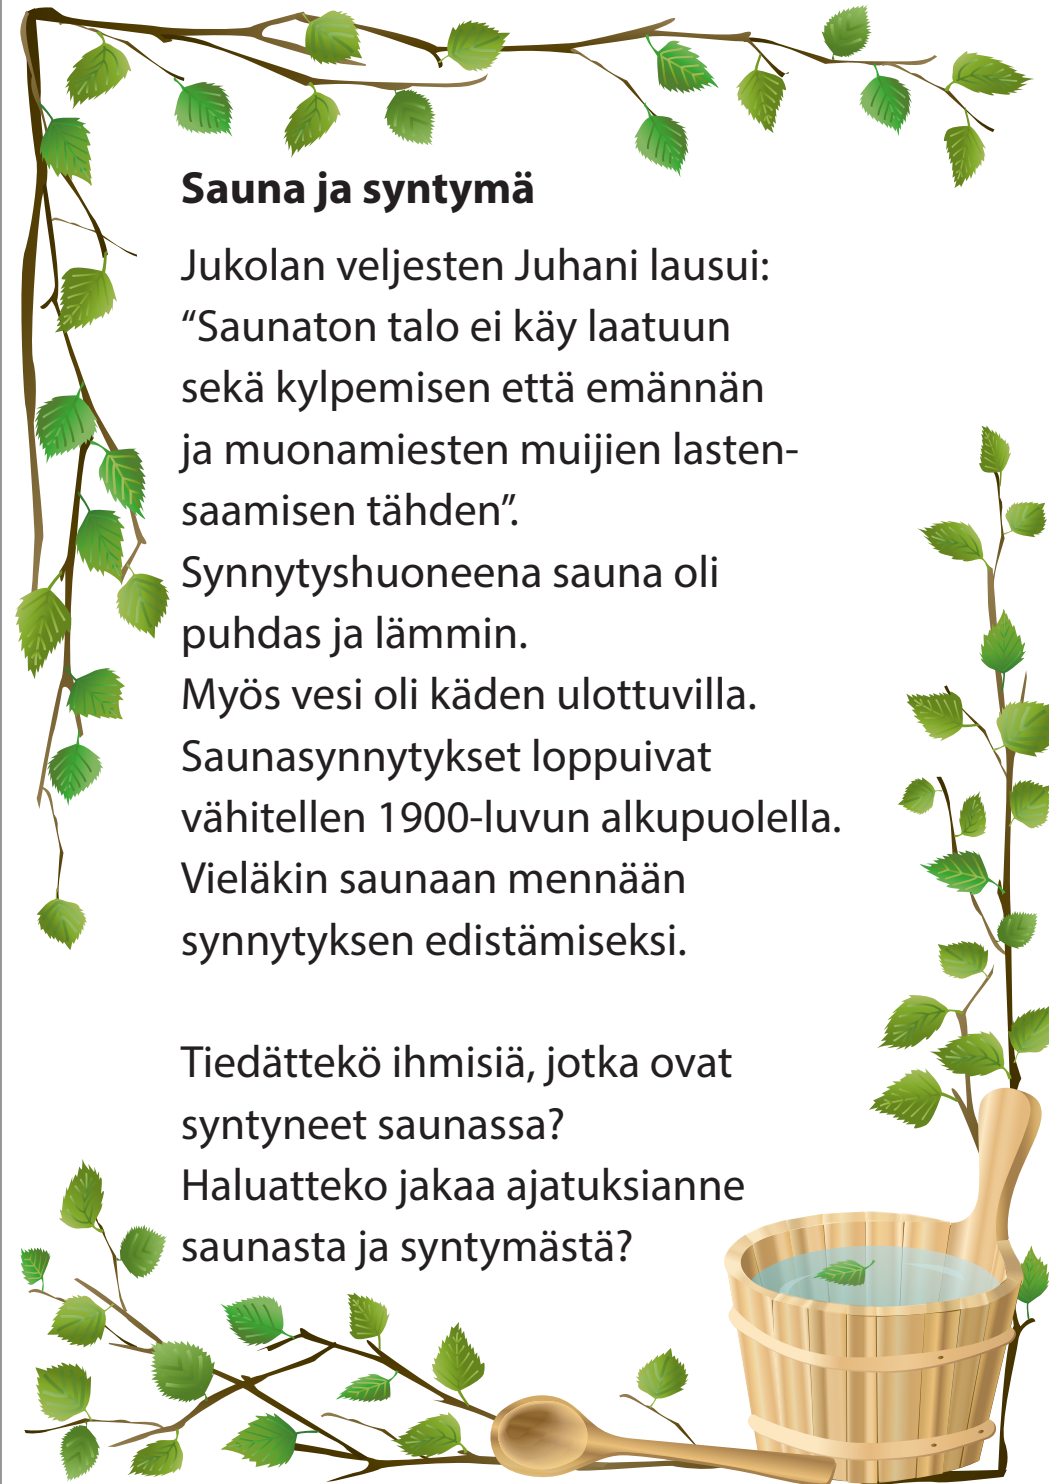 Sauna ja syntymä
Jukolan veljesten Juhani lausui:
“Saunaton talo ei käy laatuun
sekä kylpemisen että emännän
ja muonamiesten muijien lasten-
saamisen tähden”.
Synnytyshuoneena sauna oli
puhdas ja lämmin.
Myös vesi oli käden ulottuvilla.
Saunasynnytykset loppuivat
vähitellen 1900-luvun alkupuolella.
Vieläkin saunaan mennään
synnytyksen edistämiseksi.
Tiedättekö ihmisiä, jotka ovat
syntyneet saunassa?
Haluatteko jakaa ajatuksianne
saunasta ja syntymästä?